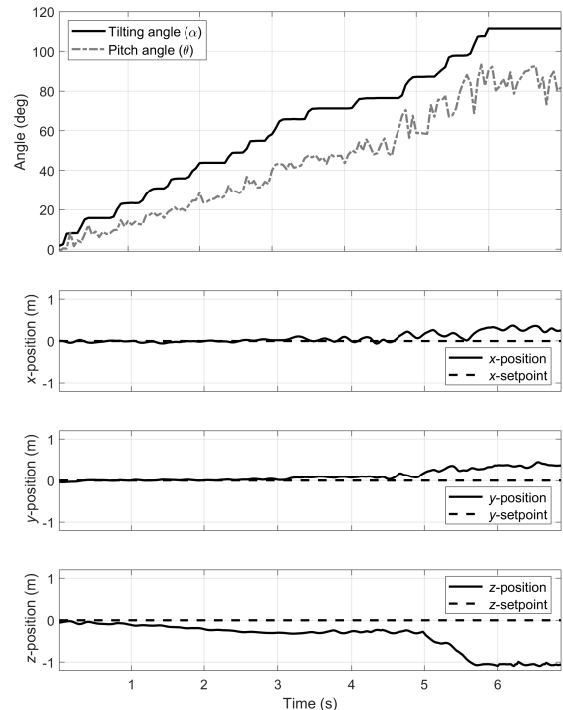 120
Tilting angle (α)
Pitch angle (θ)
100
80
60
40
20
0
Angle (deg)
1
0
-1
x-position (m)
x-position
x-setpoint
1
0
-1
y-position (m)
y-position
y-setpoint
1
0
-1
z-position (m)
z-position
z-setpoint
1 2 3 4 5 6
Time (s)